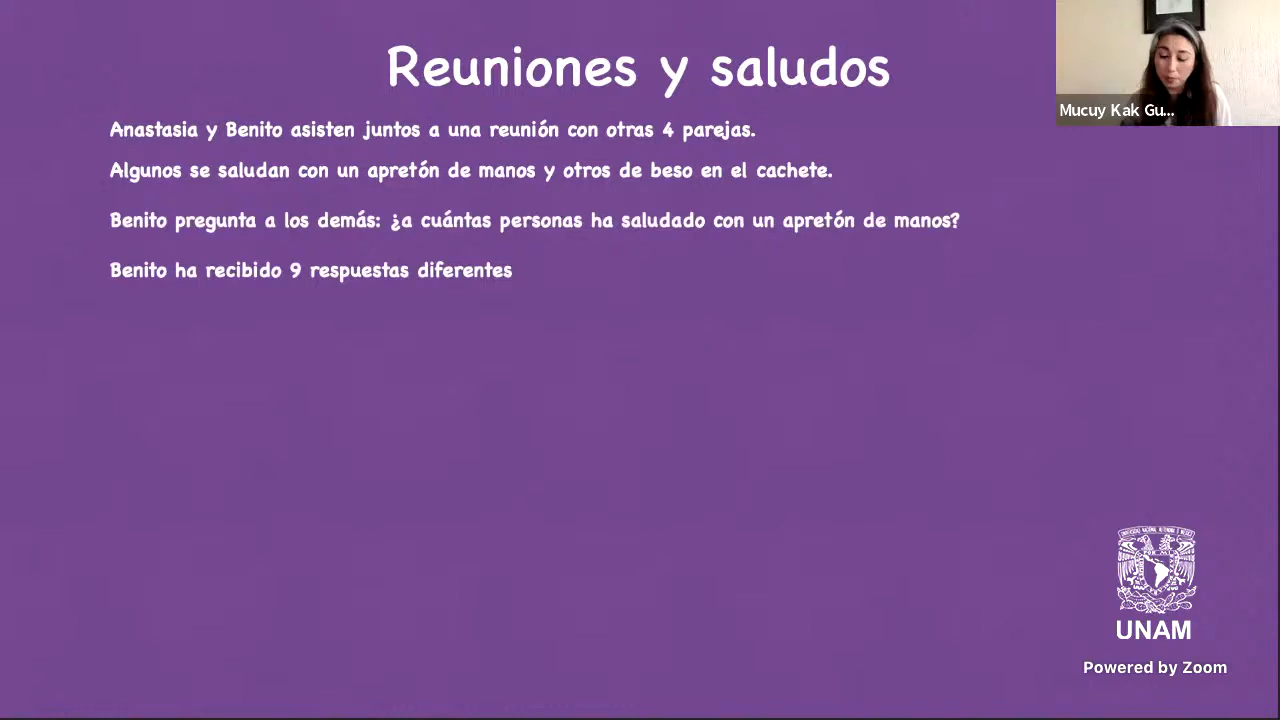 Reuniones y saludos
Mucuy Kak Gu...
Anastasia y Benito asisten juntos a una reunión con otras 4 parejas.
Algunos se saludan con un apretón de manos y otros de beso en el cachete.
Benito pregunta a los demás: ¿a cuántas personas ha saludado con un apretón de manos?
Benito ha recibido 9 respuestas diferentes
UNAM
Powered by Zoom